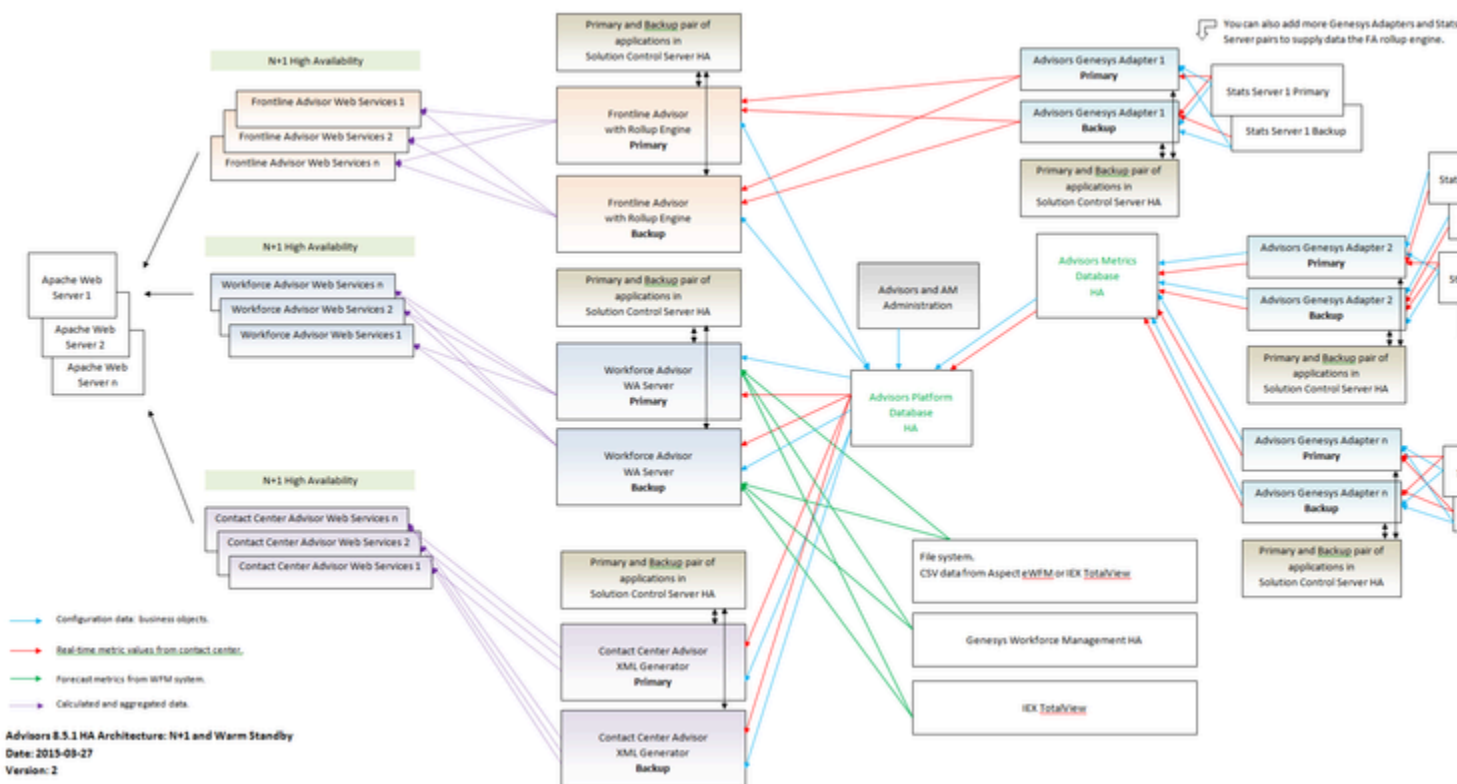 Primary and Backup pair of
applications in
Solution Control Server HA
You can also add more Genesys Adapters and Stats
Server pairs to supply data the FA rollup engine.
N+1 High Availability
Frontline Advisor Web Services 1
Frontline Advisor Web Services 2
Frontline Advisor Web Services n
Frontline Advisor
with Rollup Engine
Primary
Frontline Advisor
with Rollup Engine
Backup
Advisors Genesys Adapter 1
Primary
Advisors Genesys Adapter 1
Backup
Stats Server 1 Primary
Stats Server 1 Backup
Primary and Backup pair of
applications in
Solution Control Server HA
N+1 High Availability
Apache Web
Server 1
Apache Web
Server 2
Apache Web
Server n
Workforce Advisor Web Services n
Workforce Advisor Web Services 2
Workforce Advisor Web Services 1
Primary and Backup pair of
applications in
Solution Control Server HA
Workforce Advisor
WA Server
Primary
Workforce Advisor
WA Server
Backup
Advisors and AM
Administration
Advisors Metrics
Database
HA
Advisors Platform
Database
HA
Advisors Genesys Adapter 2
Primary
Advisors Genesys Adapter 2
Backup
Primary and Backup pair of
applications in
Solution Control Server HA
Advisors Genesys Adapter n
Primary
Advisors Genesys Adapter n
Backup
Primary and Backup pair of
applications in
Solution Control Server HA
N+1 High Availability
Contact Center Advisor Web Services n
Contact Center Advisor Web Services 2
Contact Center Advisor Web Services 1
Primary and Backup pair of
applications in
Solution Control Server HA
Contact Center Advisor
XML Generator
Primary
Contact Center Advisor
XML Generator
Backup
File system.
CSV data from Aspect eWFM or IEX TotalView
Genesys Workforce Management HA
IEX TotalView
Configuration data: business objects.
Real-time metric values from contact center.
Forecast metrics from WFM system.
Calculated and aggregated data.
Advisors 8.5.1 HA Architecture: N+1 and Warm Standby
Date: 2015-03-27
Version: 2